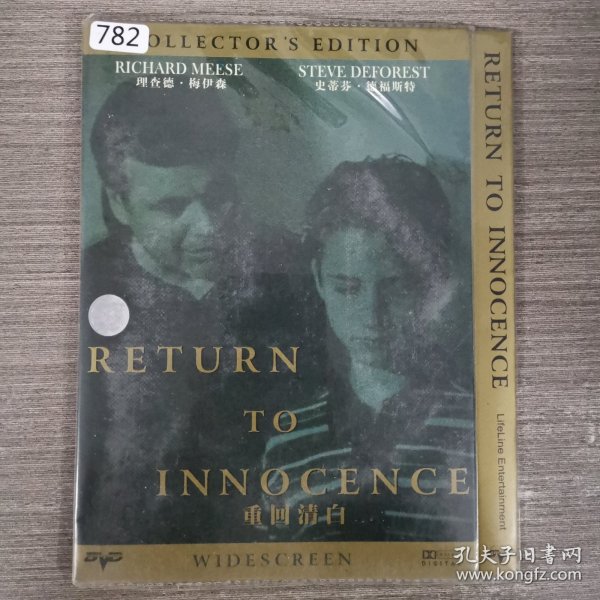 782
COLLECTOR'S EDITION
RICHARD MEESE
理查德·梅伊森
STEVE DEFOREST
史蒂芬·德福斯特
RETURN
TO
INNOCENCE
重回清白
WIDESCREEN
DVD
DIGITAL
RETURN TO INNOCENCE
LifeLine Entertainment
孔夫子旧书网
www.kongfz.com